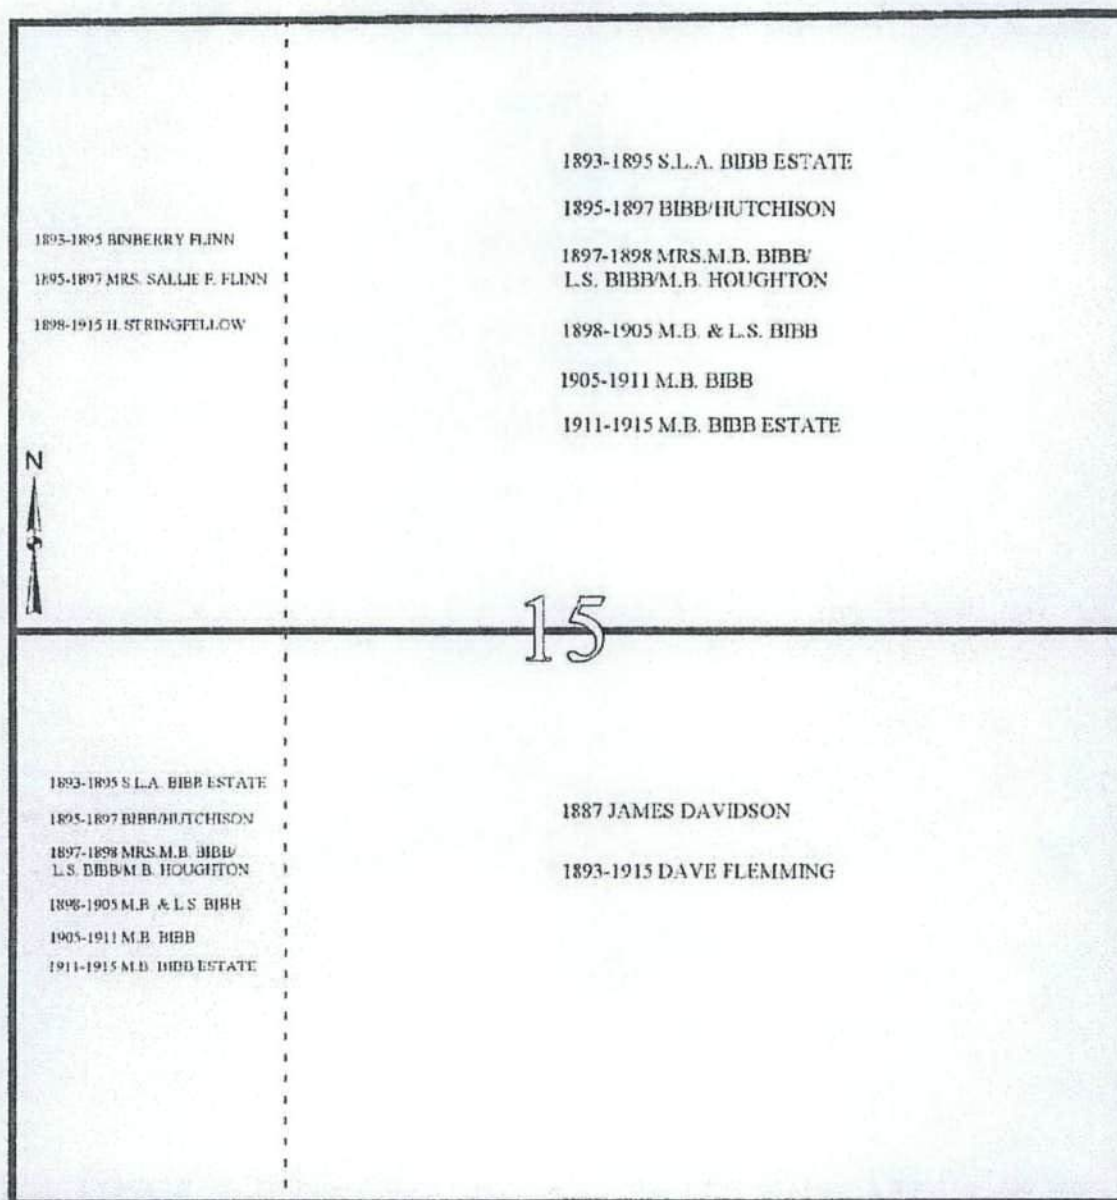 1893-1895 BINBERRY FLINN
1895-1897 MRS. SALLIE F. FLINN
1898-1915 H. STRINGFELLOW
1893-1895 S.L.A. BIBB ESTATE
1895-1897 BIBB/HUTCHISON
1897-1898 MRS.M.B. BIBB/
L.S. BIBB/M.B. HOUGHTON
1898-1905 M.B. & L.S. BIBB
1905-1911 M.B. BIBB
1911-1915 M.B. BIBB ESTATE
N
15
1893-1895 S.L.A. BIBB ESTATE
1895-1897 BIBB/HUTCHISON
1897-1898 MRS.M.B. BIBB/
L.S. BIBB/M.B. HOUGHTON
1898-1905 M.B. & L.S. BIBB
1905-1911 M.B. BIBB
1911-1915 M.B. BIBB ESTATE
1887 JAMES DAVIDSON
1893-1915 DAVE FLEMMING